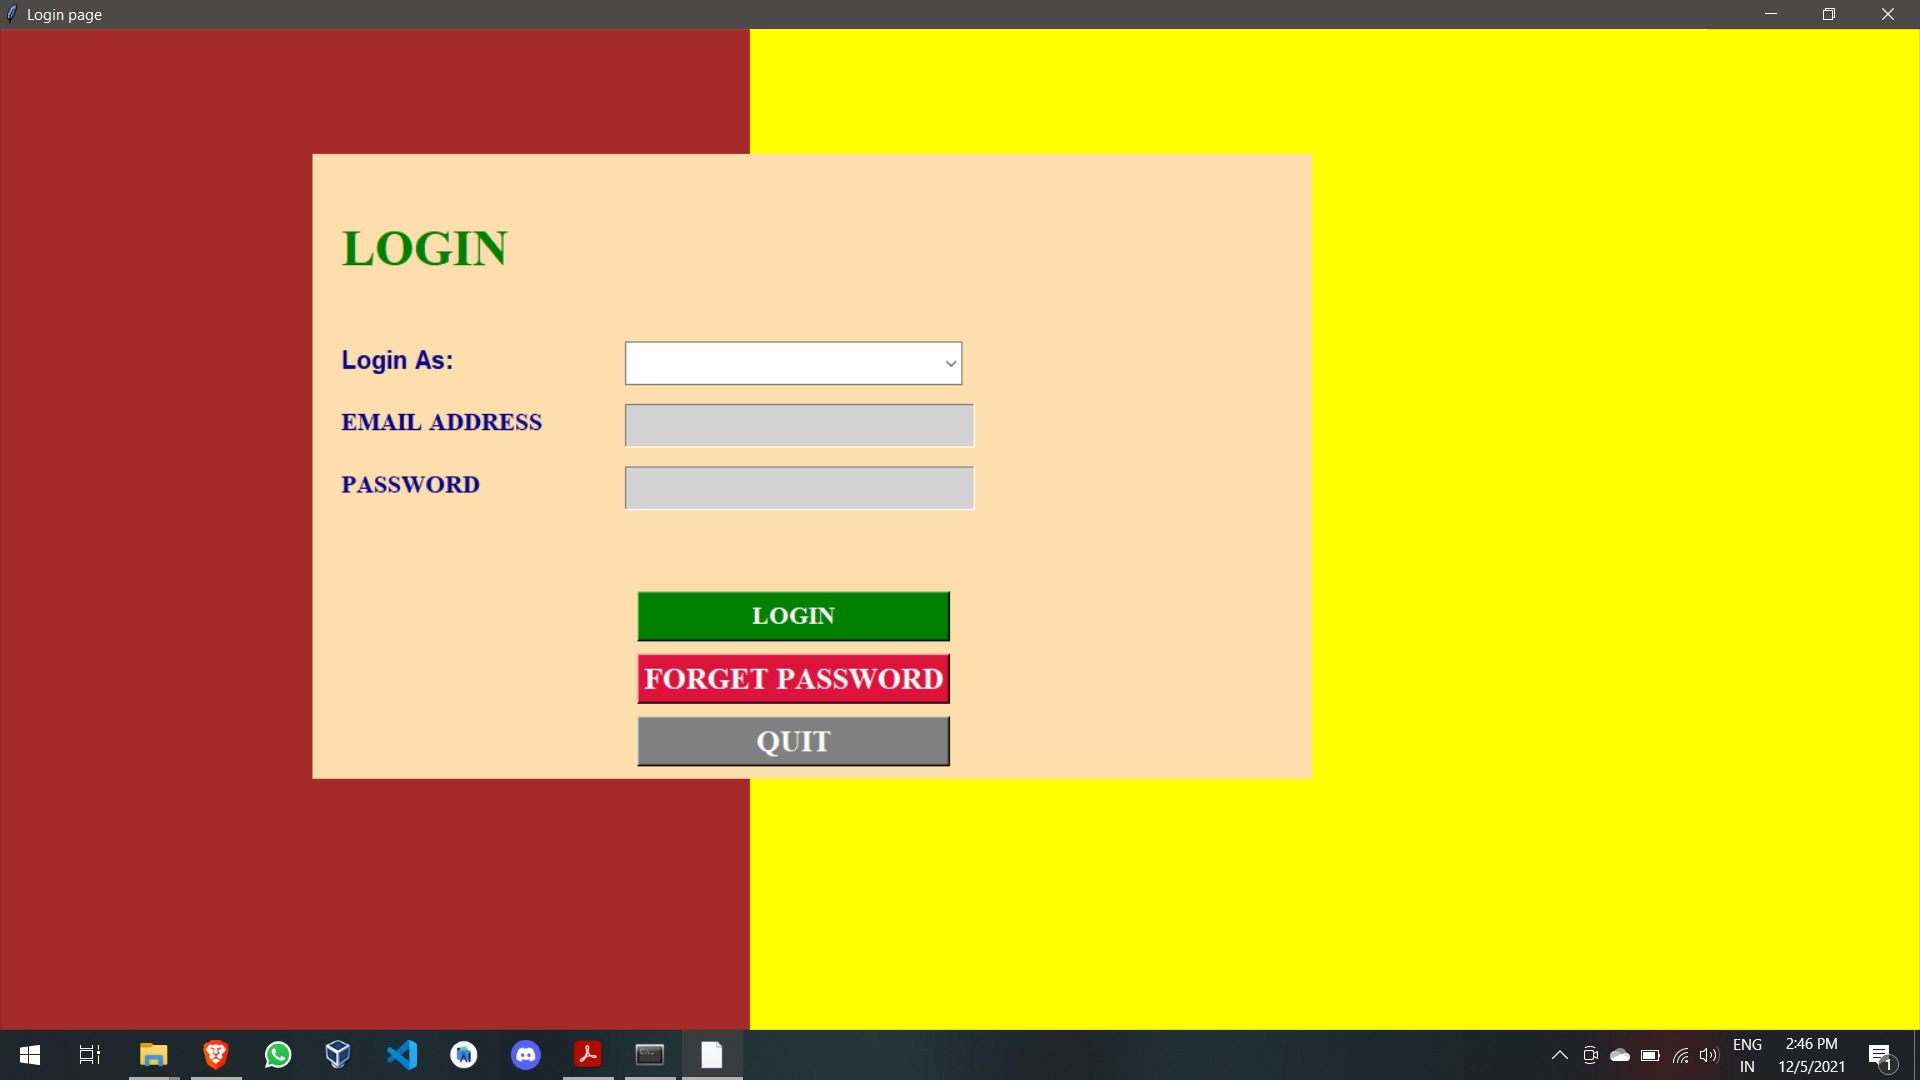 Login page
LOGIN
Login As:
EMAIL ADDRESS
PASSWORD
LOGIN
FORGET PASSWORD
QUIT
ENG
IN
2:46 PM
12/5/2021
1